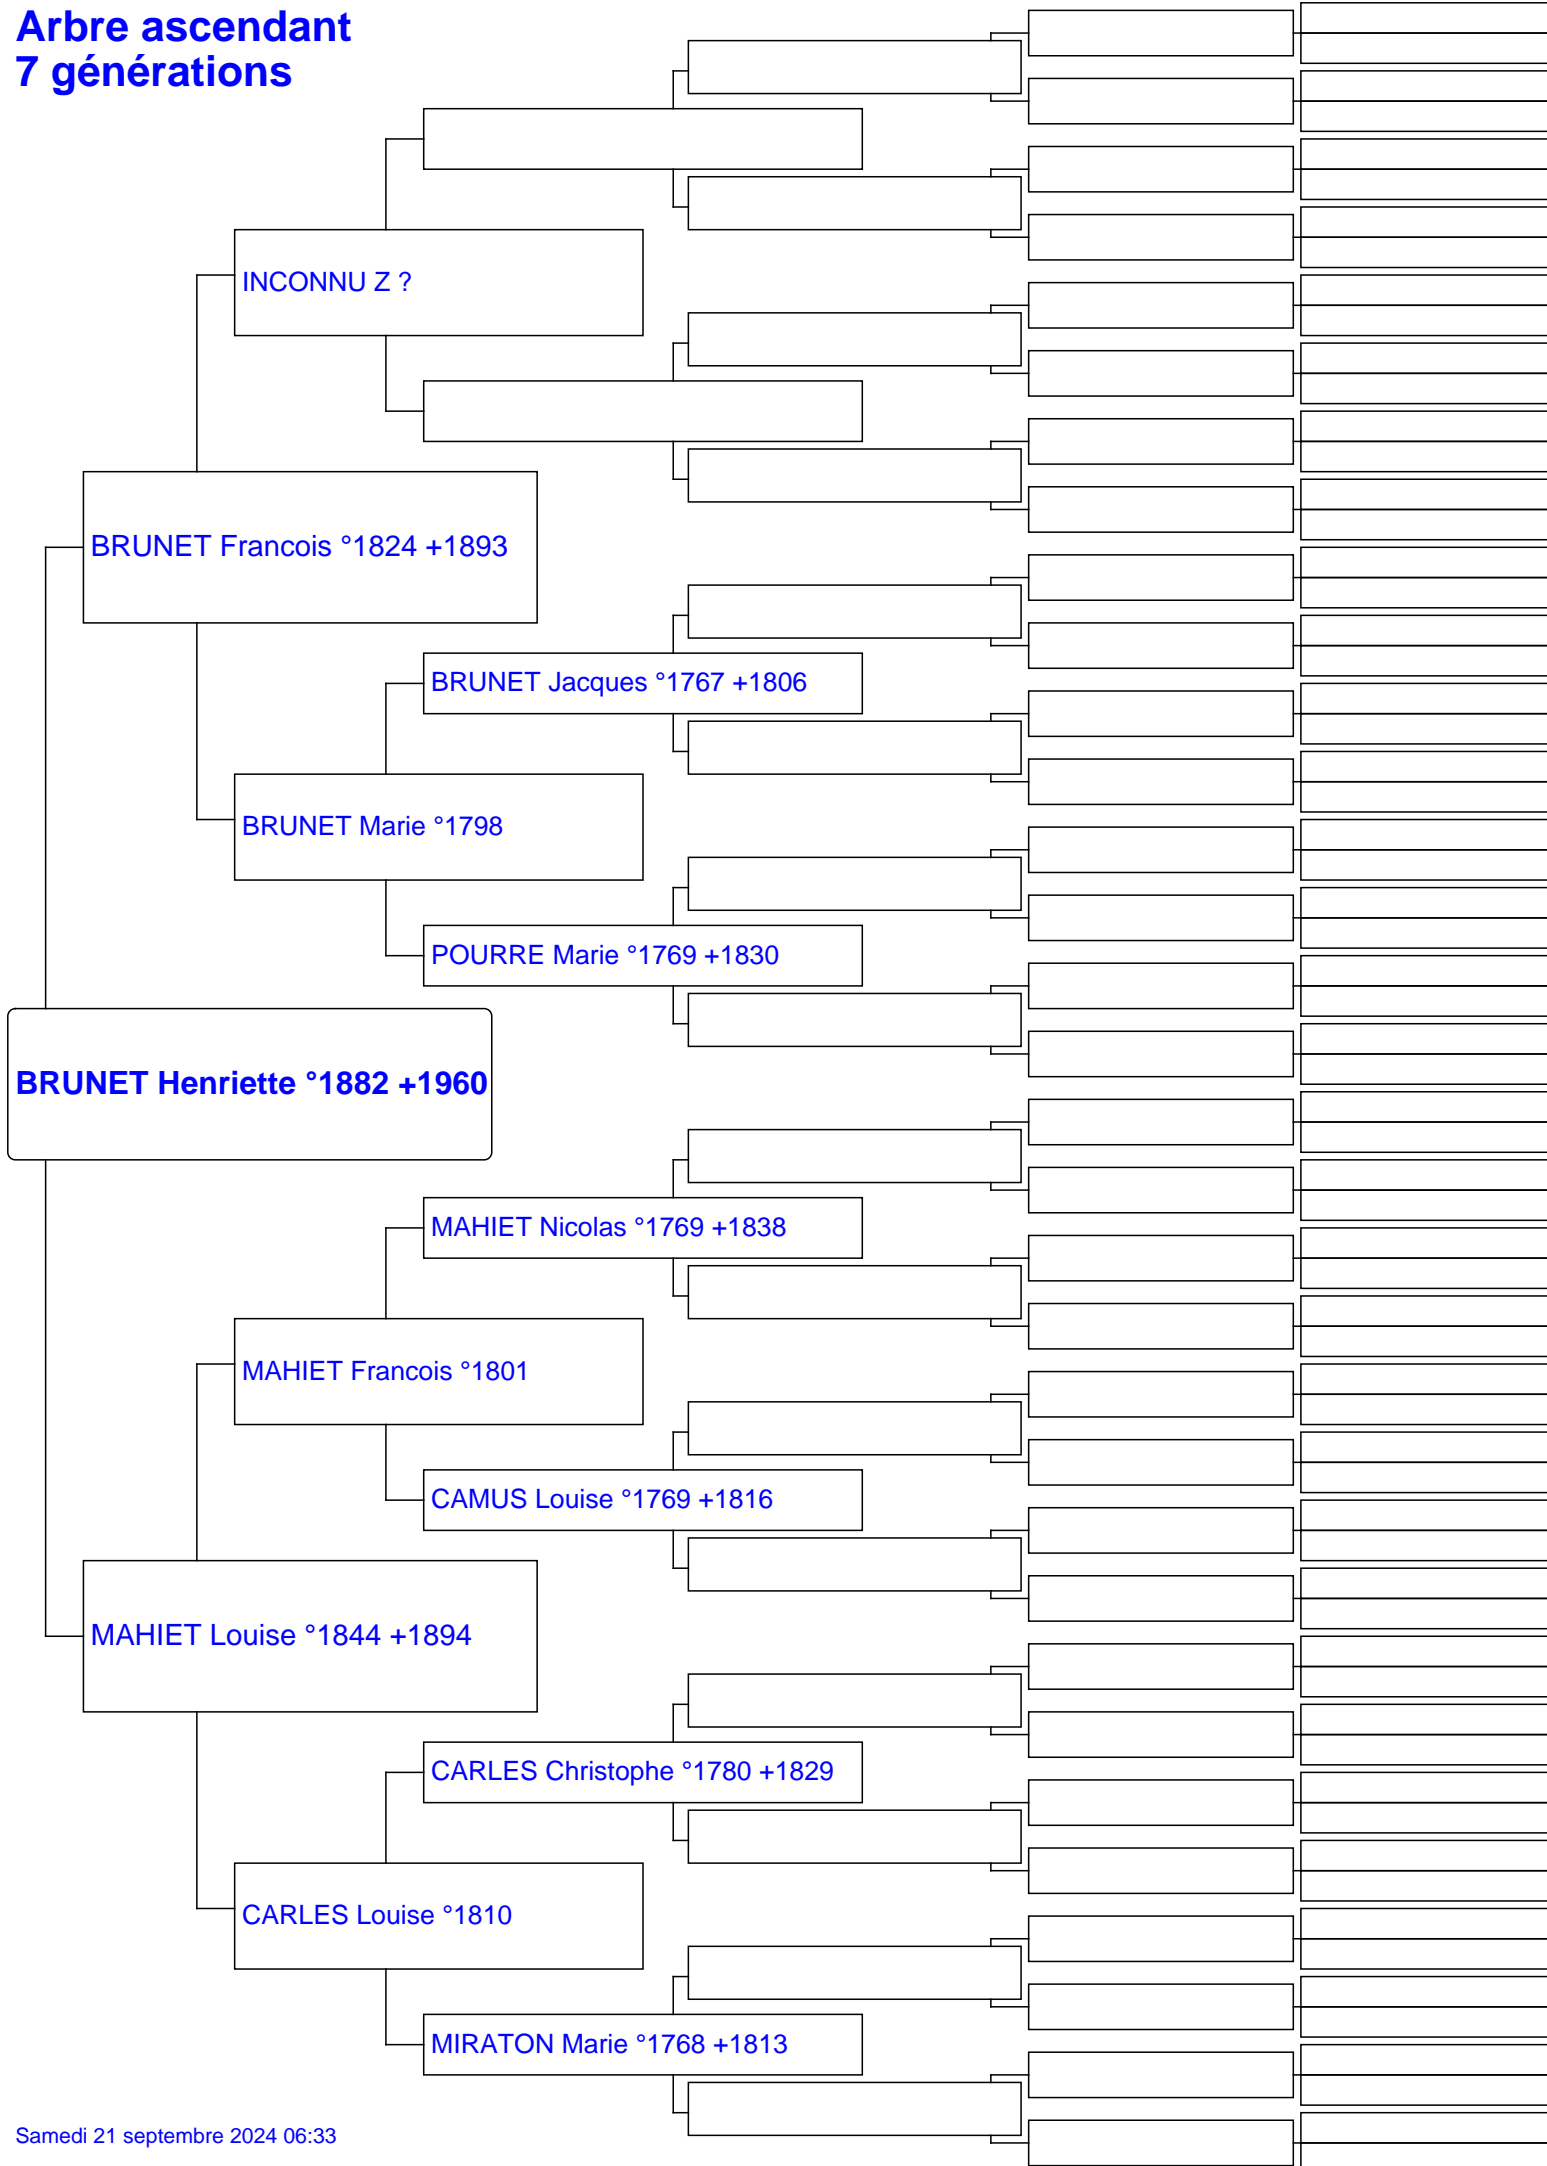 Arbre ascendant
7 générations
INCONNU Z ?
BRUNET Francois °1824 +1893
BRUNET Jacques °1767 +1806
BRUNET Marie °1798
POURRE Marie °1769 +1830
BRUNET Henriette °1882 +1960
MAHIET Nicolas °1769 +1838
MAHIET Francois °1801
CAMUS Louise °1769 +1816
MAHIET Louise °1844 +1894
CARLES Christophe °1780 +1829
CARLES Louise °1810
MIRATON Marie °1768 +1813
Samedi 21 septembre 2024 06:33